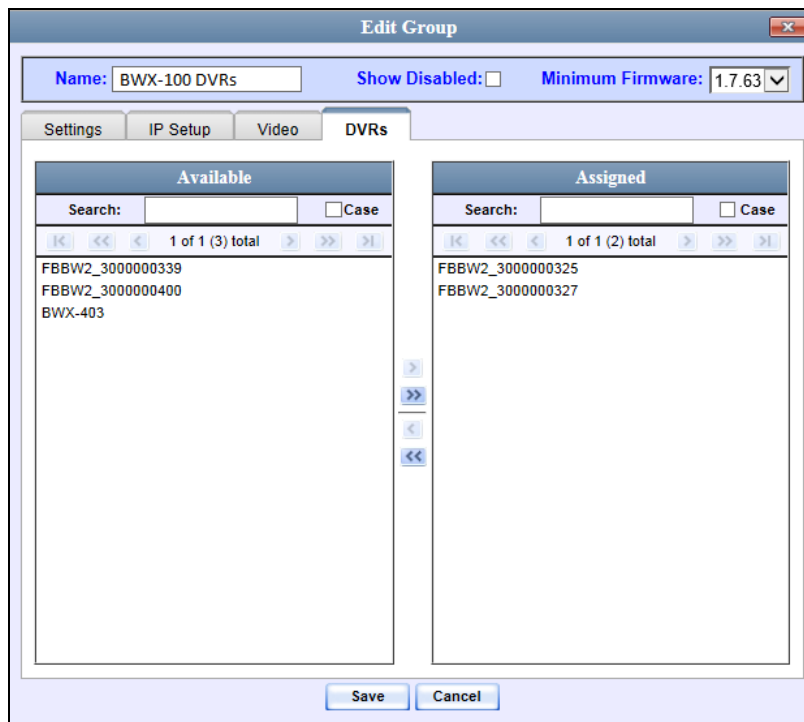 Edit Group
Name: BWX-100 DVRs Show Disabled: Minimum Firmware: 1.7.63
Settings IP Setup Video DVRs
Available
Search: Case
1 of 1 (3) total
FBBW2_3000000339
FBBW2_3000000400
BWX-403
Assigned
Search: Case
1 of 1 (2) total
FBBW2_3000000325
FBBW2_3000000327
Save Cancel